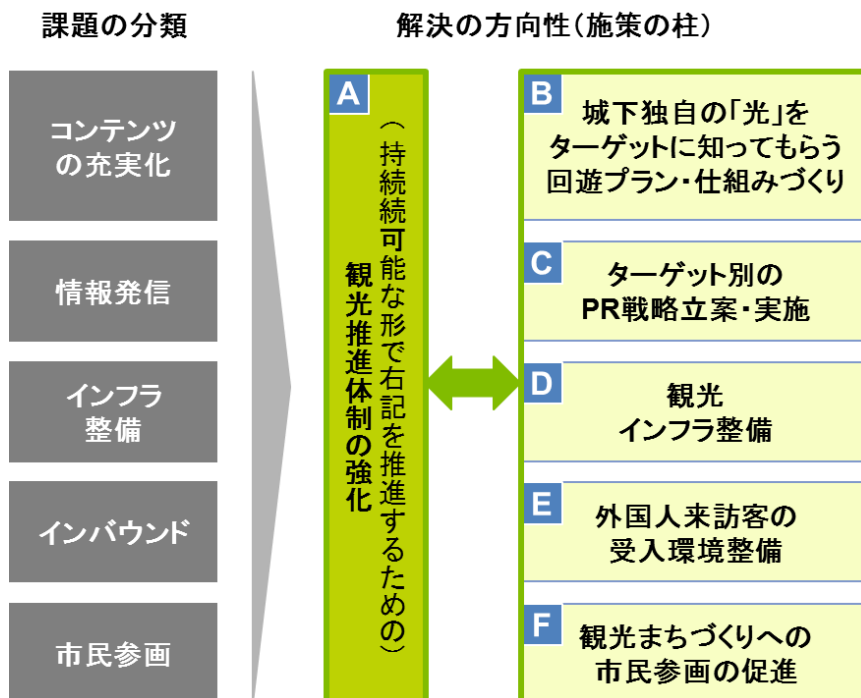 課題の分類
解決の方向性(施策の柱)
コンテンツ
の充実化
情報発信
インフラ
整備
インバウンド
市民参画
A
(持続続可能な形で右記を推進するための)
観光推進体制の強化
B
城下独自の「光」を
ターゲットに知ってもらう
回遊プラン・仕組みづくり
C
ターゲット別の
PR戦略立案・実施
D
観光
インフラ整備
E
外国人来訪客の
受入環境整備
F
観光まちづくりへの
市民参画の促進